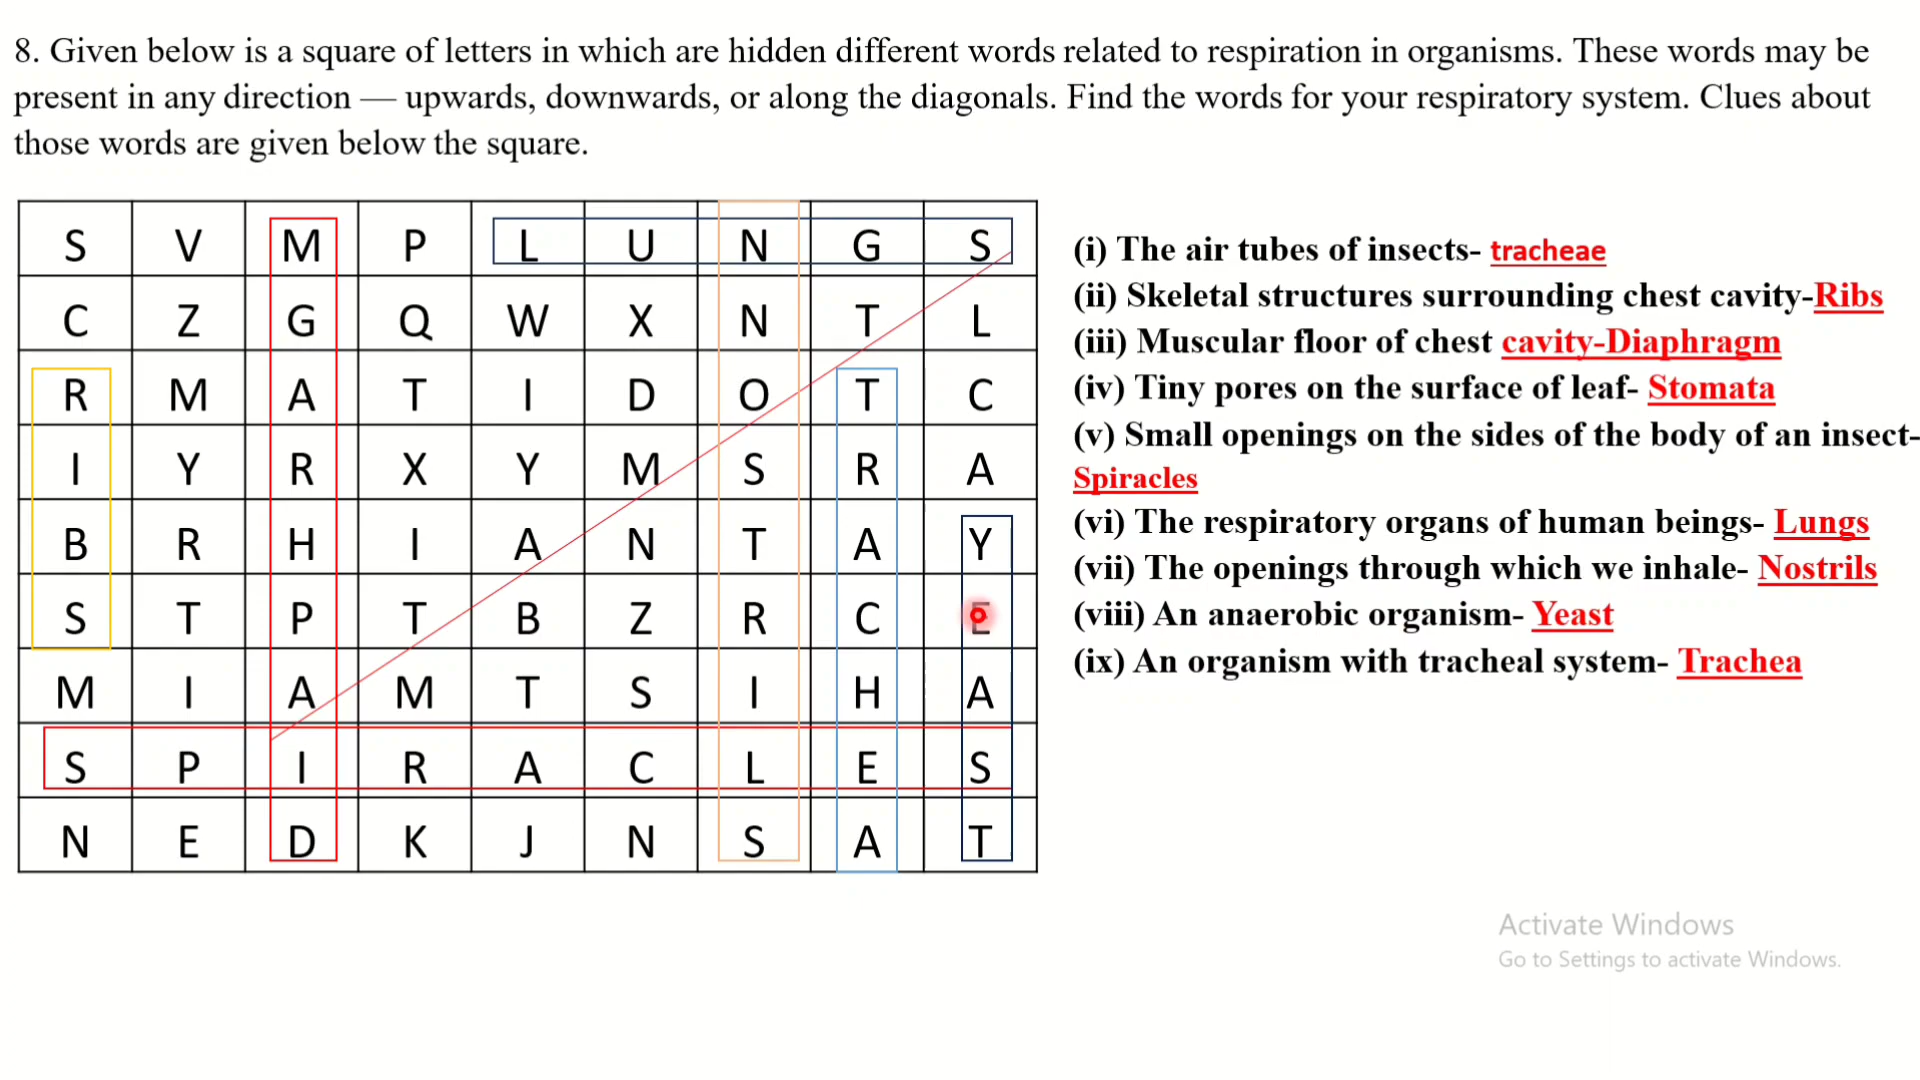 8. Given below is a square of letters in which are hidden different words related to respiration in organisms. These words may be
present in any direction — upwards, downwards, or along the diagonals. Find the words for your respiratory system. Clues about
those words are given below the square.
S V M P L U N G S
C Z G Q W X N T L
R M A T I D O T C
I Y R X Y M S R A
B R H I A N T A Y
S T P T B Z R C E
M I A M T S I H A
S P I R A C L E S
N E D K J N S A T
(i) The air tubes of insects- tracheae
(ii) Skeletal structures surrounding chest cavity-Ribs
(iii) Muscular floor of chest cavity-Diaphragm
(iv) Tiny pores on the surface of leaf- Stomata
(v) Small openings on the sides of the body of an insect-
Spiracles
(vi) The respiratory organs of human beings- Lungs
(vii) The openings through which we inhale- Nostrils
(viii) An anaerobic organism- Yeast
(ix) An organism with tracheal system- Trachea
Activate Windows
Go to Settings to activate Windows.